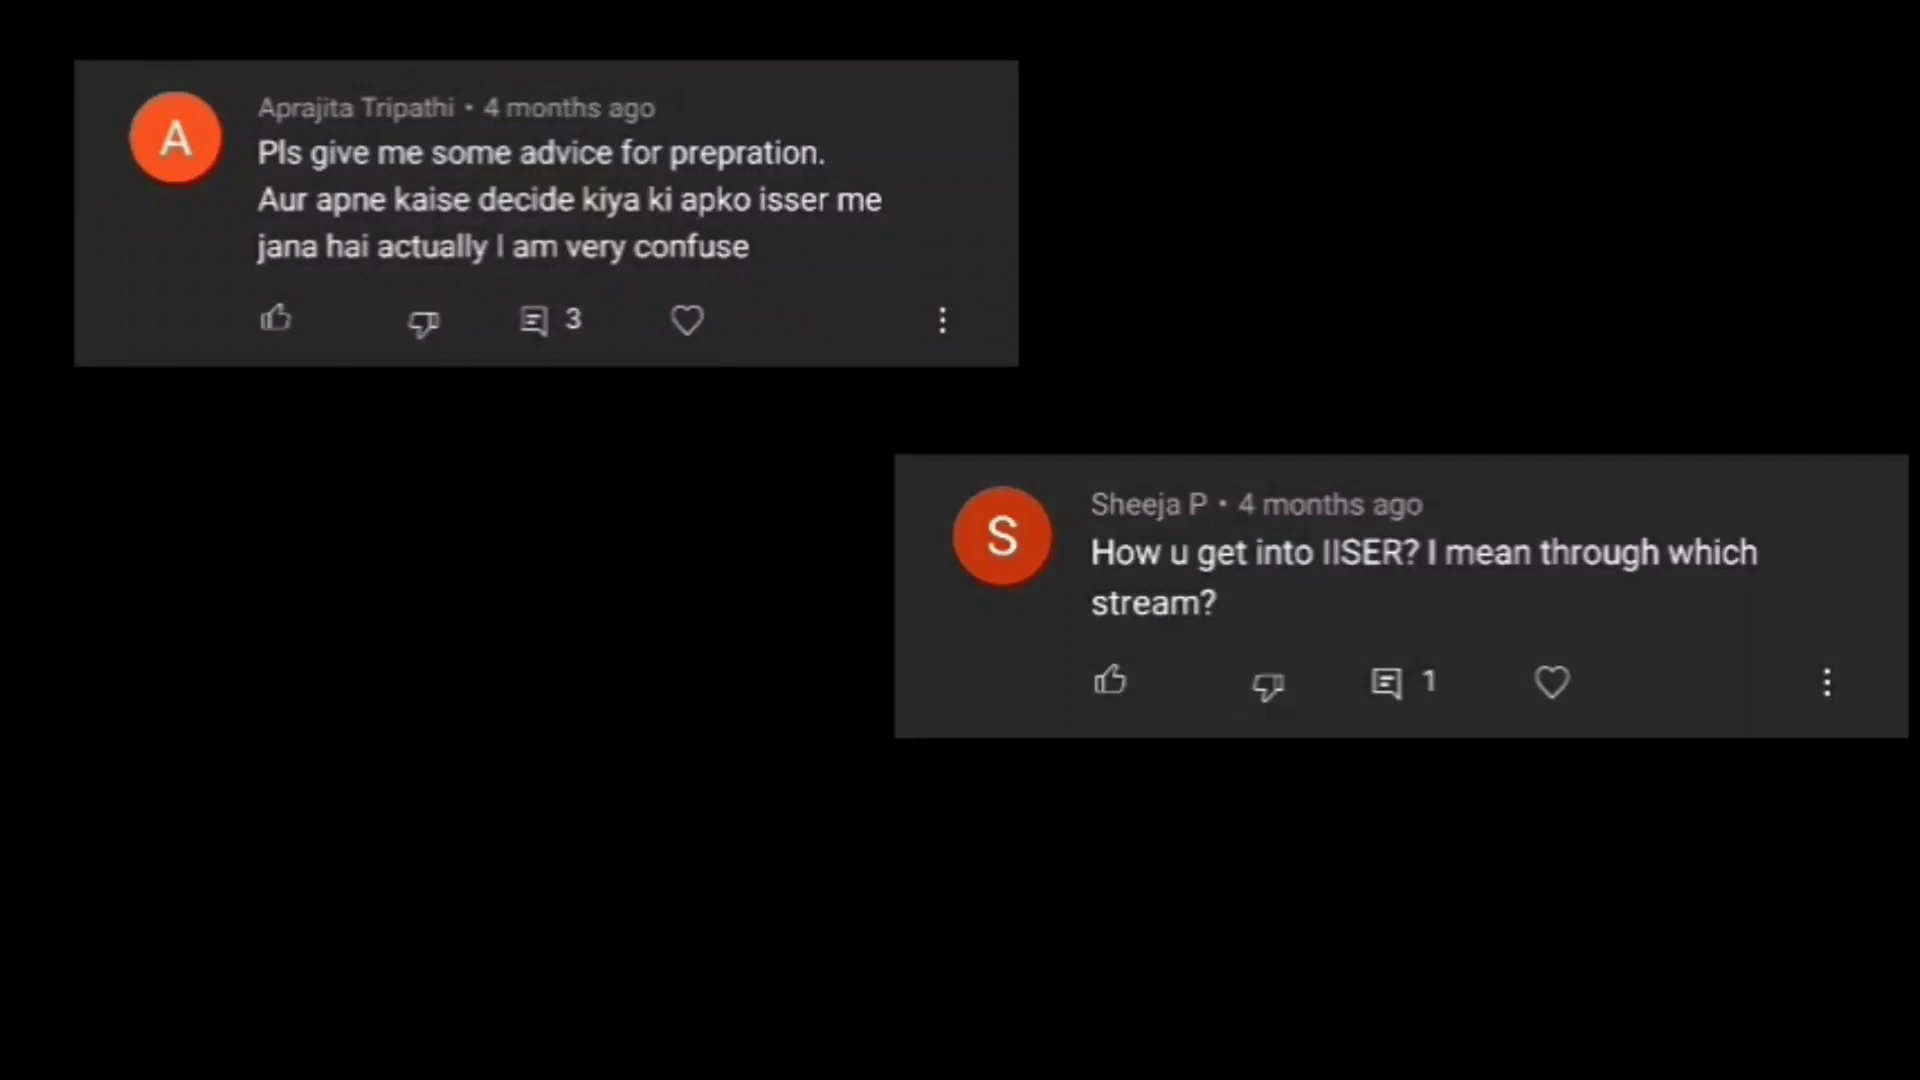 A
Aprajita Tripathi • 4 months ago
Pls give me some advice for prepration.
Aur apne kaise decide kiya ki apko isser me
jana hai actually I am very confuse
3
S
Sheeja P • 4 months ago
How u get into IISER? I mean through which
stream?
1